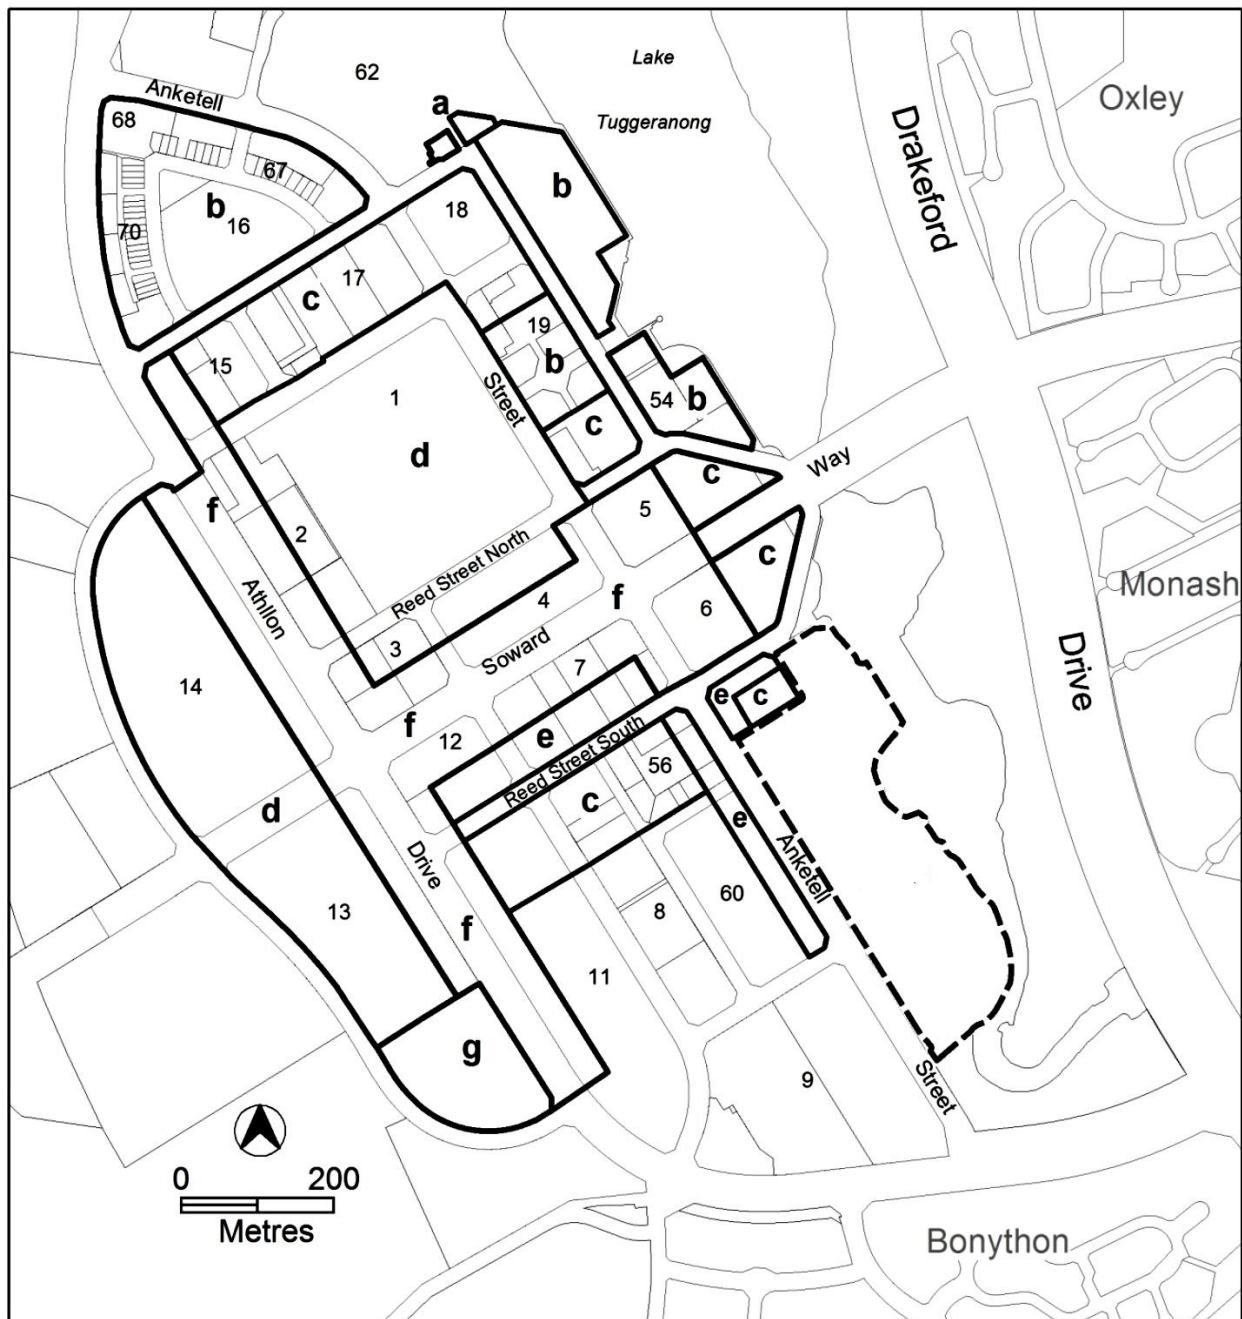 Lake
62
Anketell
Oxley
a
68
Tuggeranong
67
b
Drakeford
b
16
18
70
17
c
19
15
b
1
Street
54
b
c
d
Way
c
f
5
2
c
Reed Street North
Monash
Athllon
4
f
6
3
Soward
7
Drive
14
e
c
f
12
e
Reed Street South
56
c
d
e
Drive
Anketell
60
13
8
f
11
g
9
Street
0 200
Metres
Bonython